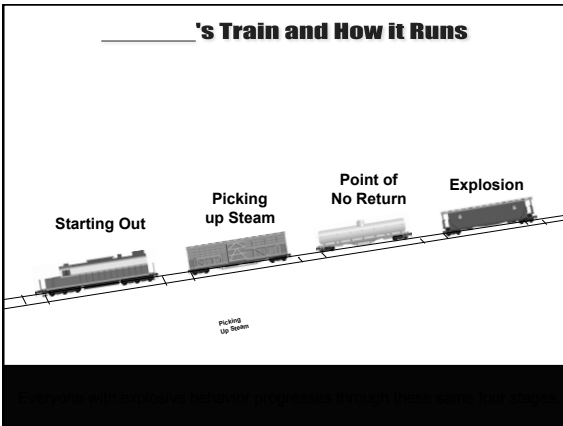 ________'s Train and How it Runs
Starting Out
Picking
up Steam
Point of
No Return
Explosion
Picking
Up Steam
Everyone with explosive behavior progresses through these same four stages.